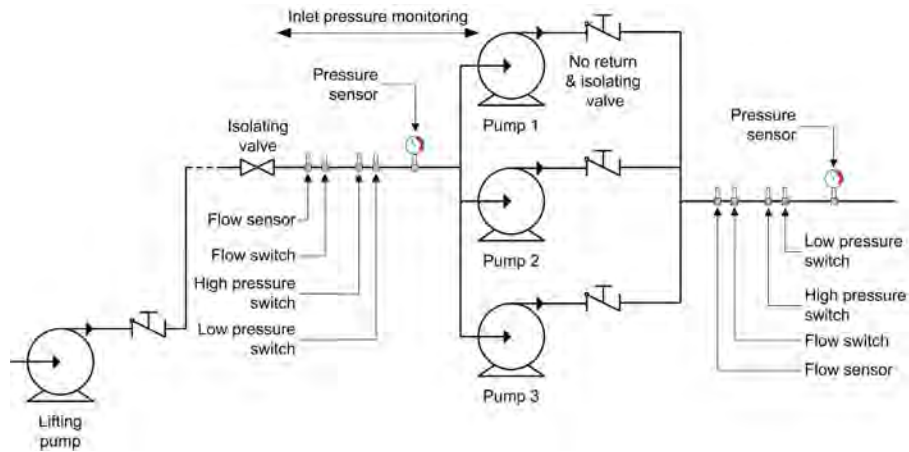 Inlet pressure monitoring
Pressure
sensor
No return
& isolating
valve
Pump 1
Isolating
valve
Pressure
sensor
Flow sensor
Flow switch
High pressure
switch
Low pressure
switch
Pump 2
Low pressure
switch
High pressure
switch
Flow switch
Flow sensor
Pump 3
Lifting
pump